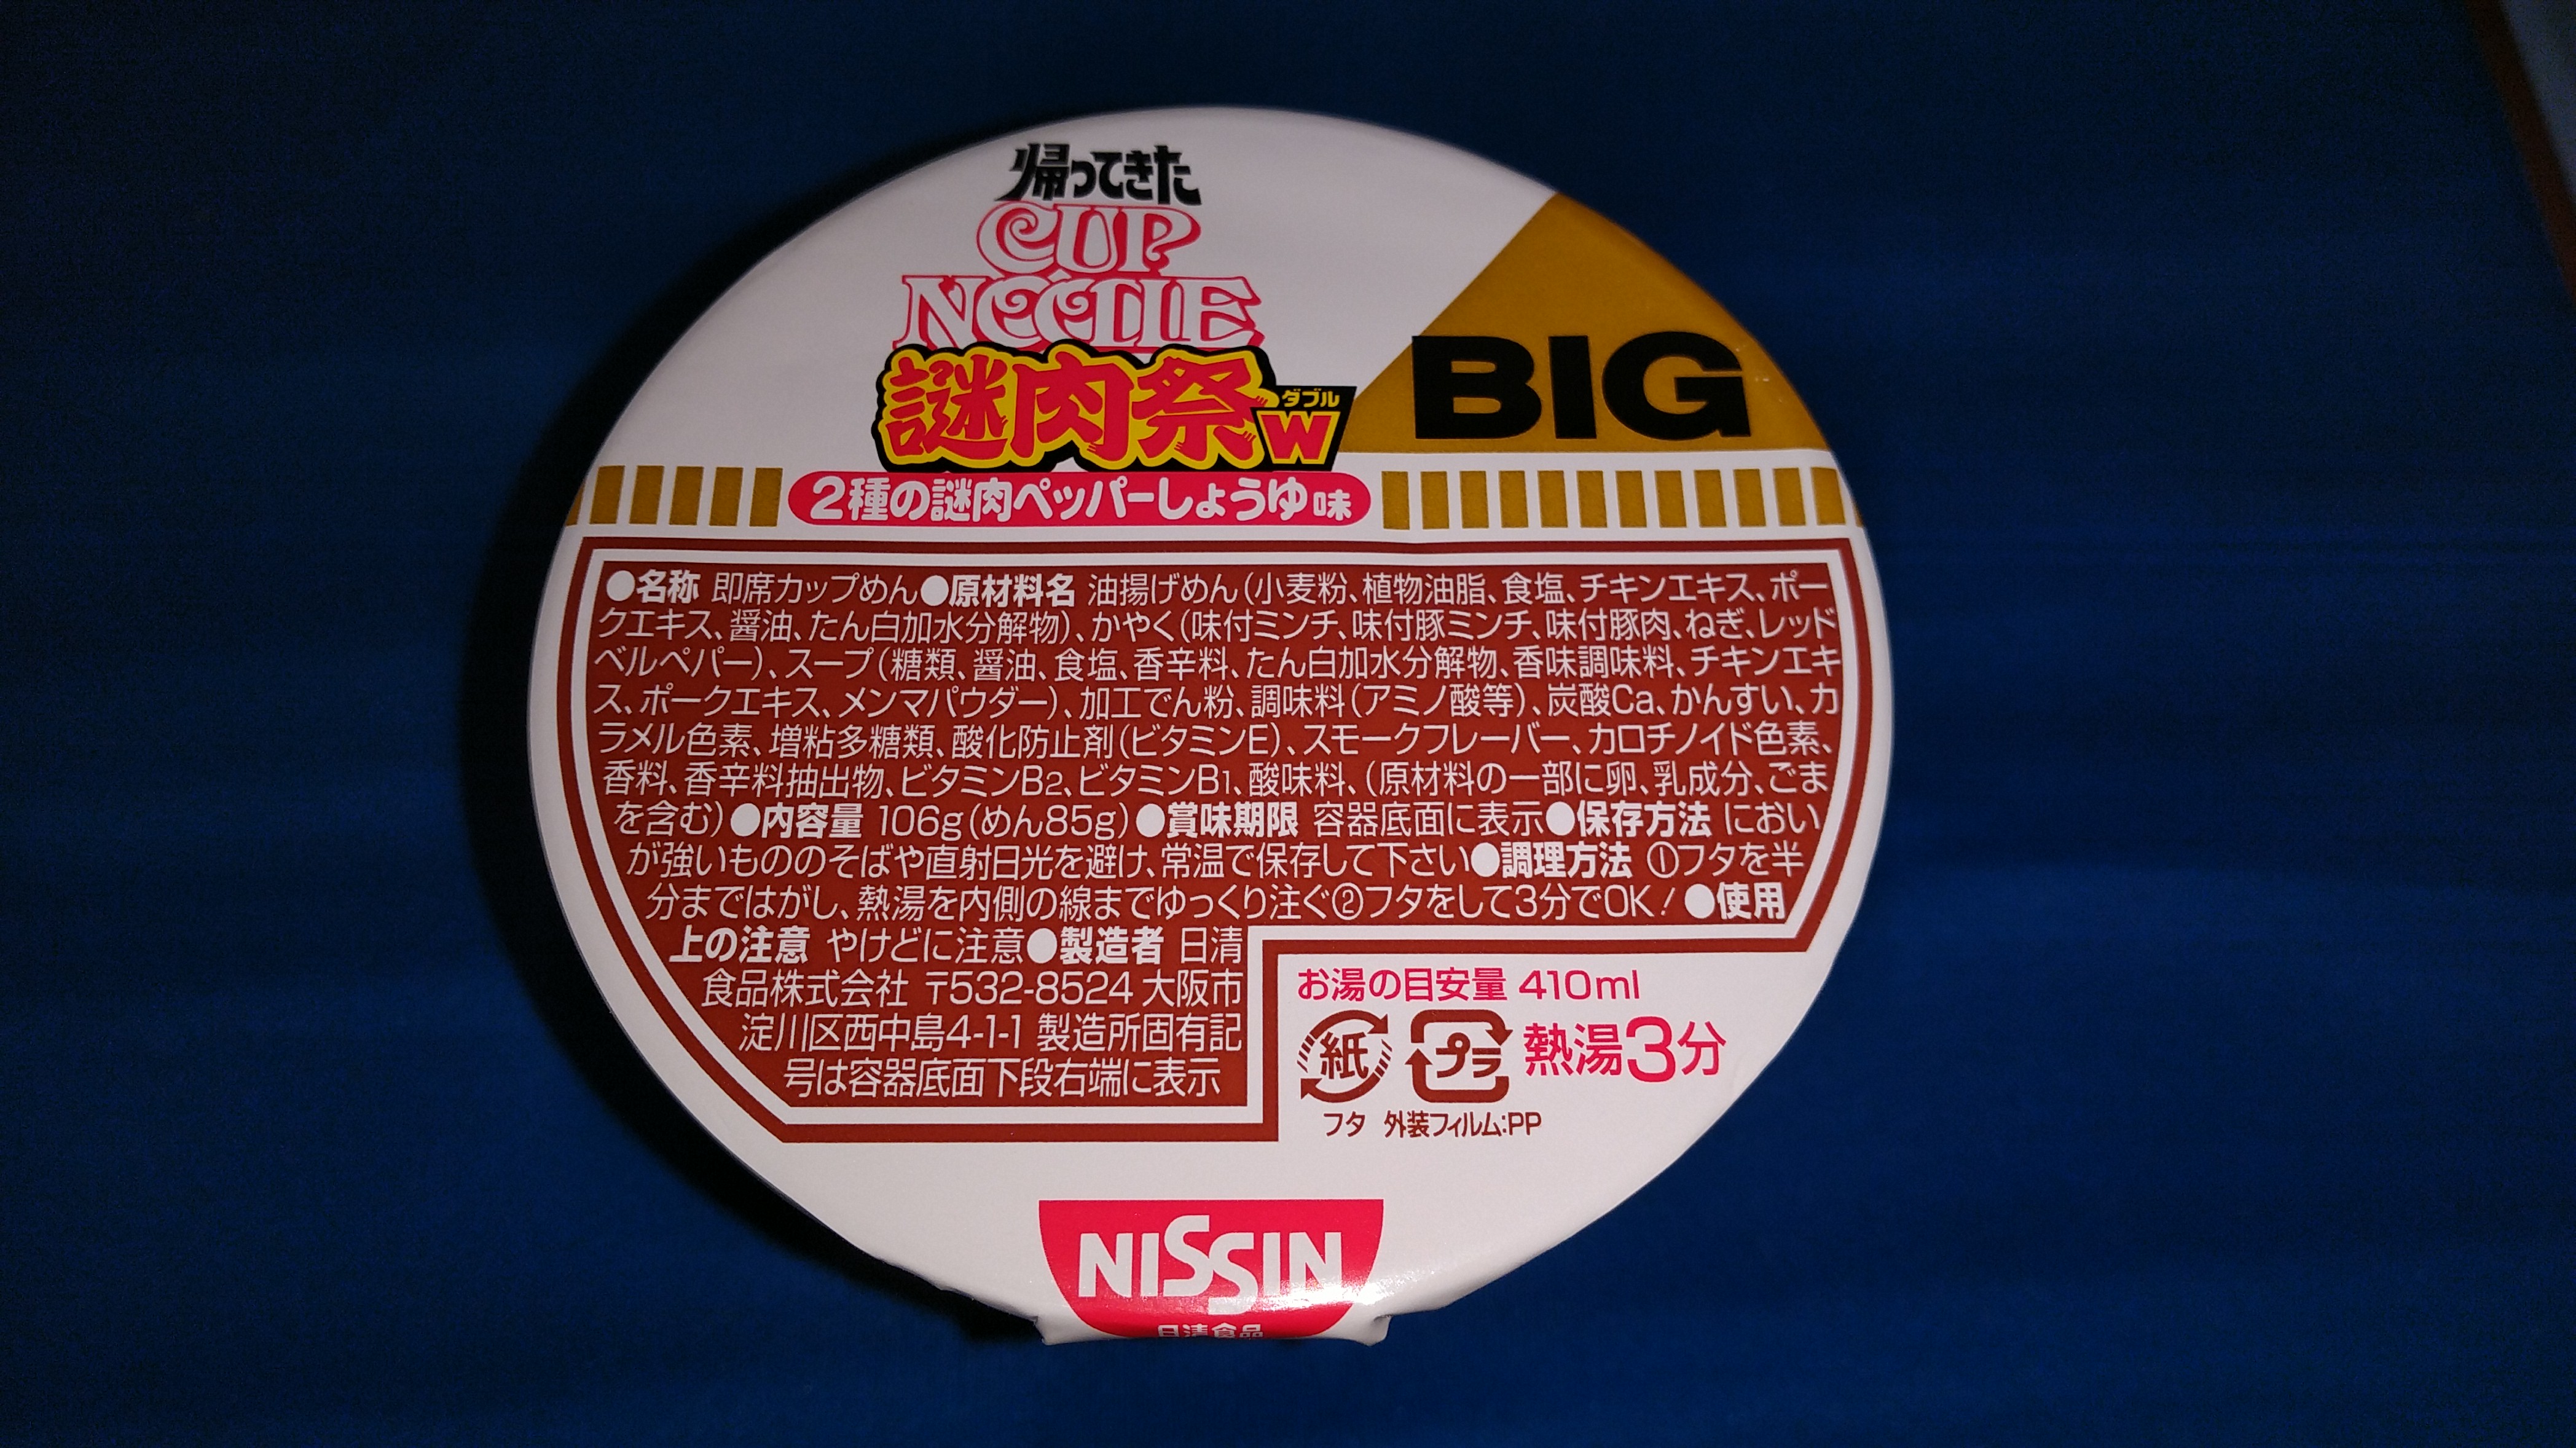 帰ってきた
CUP
NOODLE
BIG
謎肉祭W
ダブル
2種の謎肉ペッパーしょうゆ味
●名称 即席カップめん●原材料名 油揚げめん(小麦粉、植物油脂、食塩、チキンエキス、ポー
クエキス、醤油、たん白加水分解物)、かやく(味付ミンチ、味付豚ミンチ、味付豚肉、ねぎ、レッド
ベルペパー)、スープ(糖類、醤油、食塩、香辛料、たん白加水分解物、香味調味料、チキンエキ
ス、ポークエキス、メンマパウダー)、加工でん粉、調味料(アミノ酸等)、炭酸Ca、かんすい、カ
ラメル色素、増粘多糖類、酸化防止剤(ビタミンE)、スモークフレーバー、カロチノイド色素、
香料、香辛料抽出物、ビタミンB2、ビタミンB1、酸味料、(原材料の一部に卵、乳成分、ごま
を含む)●内容量 106g(めん85g)●賞味期限 容器底面に表示●保存方法 におい
が強いもののそばや直射日光を避け、常温で保存して下さい●調理方法 ①フタを半
分まではがし、熱湯を内側の線までゆっくり注ぐ②フタをして3分でOK!●使用
上の注意 やけどに注意●製造者 日清
食品株式会社 〒532-8524 大阪市
淀川区西中島4-1-1 製造所固有記
号は容器底面下段右端に表示
お湯の目安量 410ml
紙 プラ 熱湯3分
フタ 外装フィルム:PP
NISSIN
日清食品